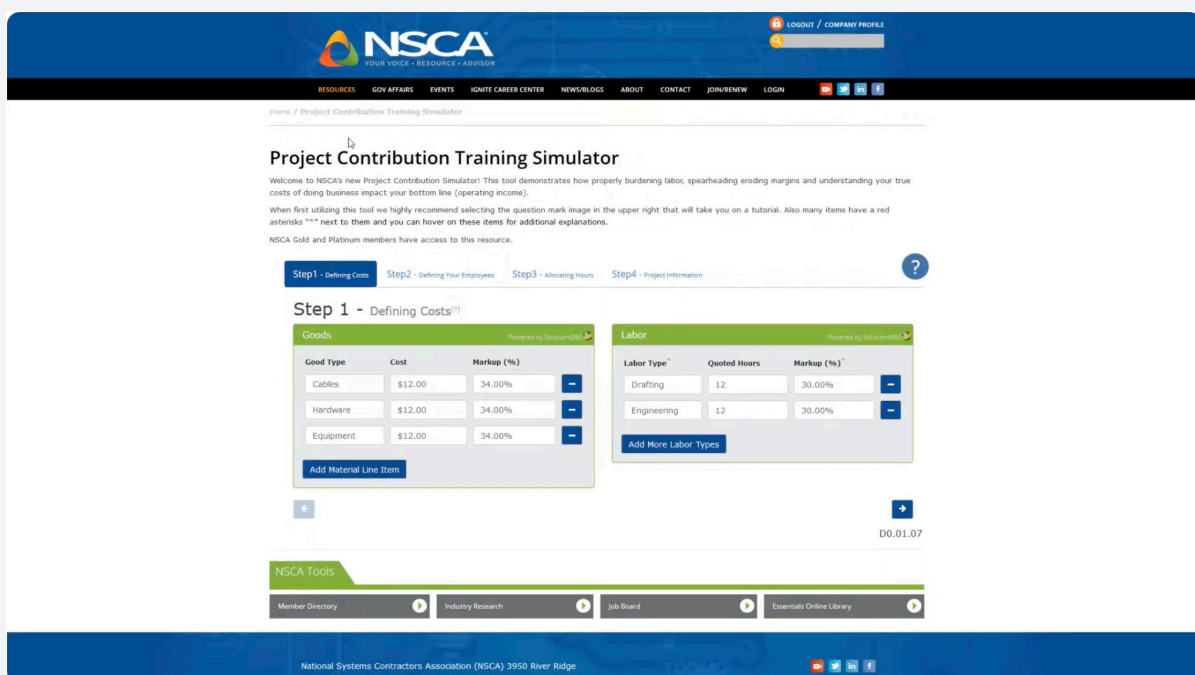 LOGOUT / COMPANY PROFILE
NSCA
YOUR VOICE • RESOURCE • ADVISOR
RESOURCES GOV AFFAIRS EVENTS IGNITE CAREER CENTER NEWS/BLOGS ABOUT CONTACT JOIN/RENEW LOGIN
Home / Project Contribution Training Simulator
Project Contribution Training Simulator
Welcome to NSCA's new Project Contribution Simulator! This tool demonstrates how properly burdening labor, spearheading eroding margins and understanding your true
costs of doing business impact your bottom line (operating income).
When first utilizing this tool we highly recommend selecting the question mark image in the upper right that will take you on a tutorial. Also many items have a red
asterisks "*" next to them and you can hover on these items for additional explanations.
NSCA Gold and Platinum members have access to this resource.
Step1 - Defining Costs Step2 - Defining Your Employees Step3 - Allocating Hours Step4 - Project Information ?
Step 1 - Defining Costs[?]
Goods Powered by Solutions360
Good Type Cost Markup (%)
Cables $12.00 34.00%
Hardware $12.00 34.00%
Equipment $12.00 34.00%
Add Material Line Item
Labor Powered by Solutions360
Labor Type* Quoted Hours Markup (%)*
Drafting 12 30.00%
Engineering 12 30.00%
Add More Labor Types
D0.01.07
NSCA Tools
Member Directory Industry Research Job Board Essentials Online Library
National Systems Contractors Association (NSCA) 3950 River Ridge